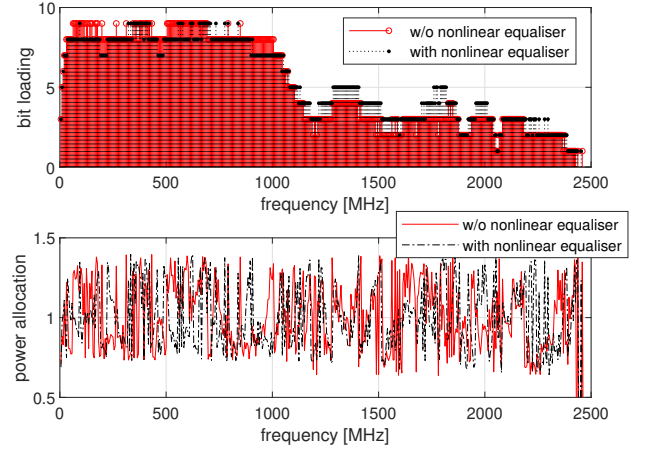 10
5
0
bit loading
w/o nonlinear equaliser
with nonlinear equaliser
0 500 1000 1500 2000 2500
frequency [MHz]
1.5
1
0.5
power allocation
w/o nonlinear equaliser
with nonlinear equaliser
0 500 1000 1500 2000 2500
frequency [MHz]